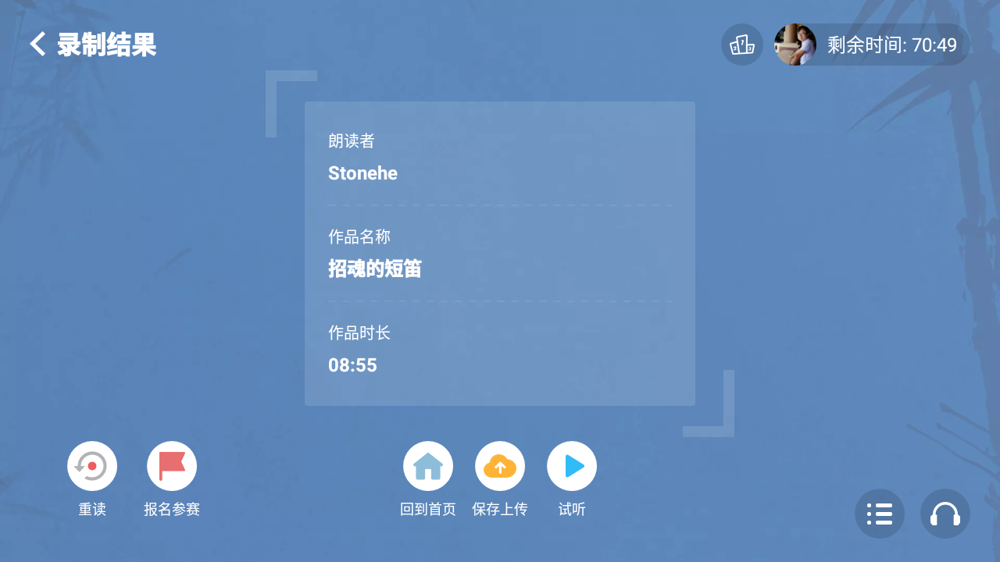 录制结果
剩余时间: 70:49
朗读者
Stonehe
作品名称
招魂的短笛
作品时长
08:55
重读
报名参赛
回到首页
保存上传
试听